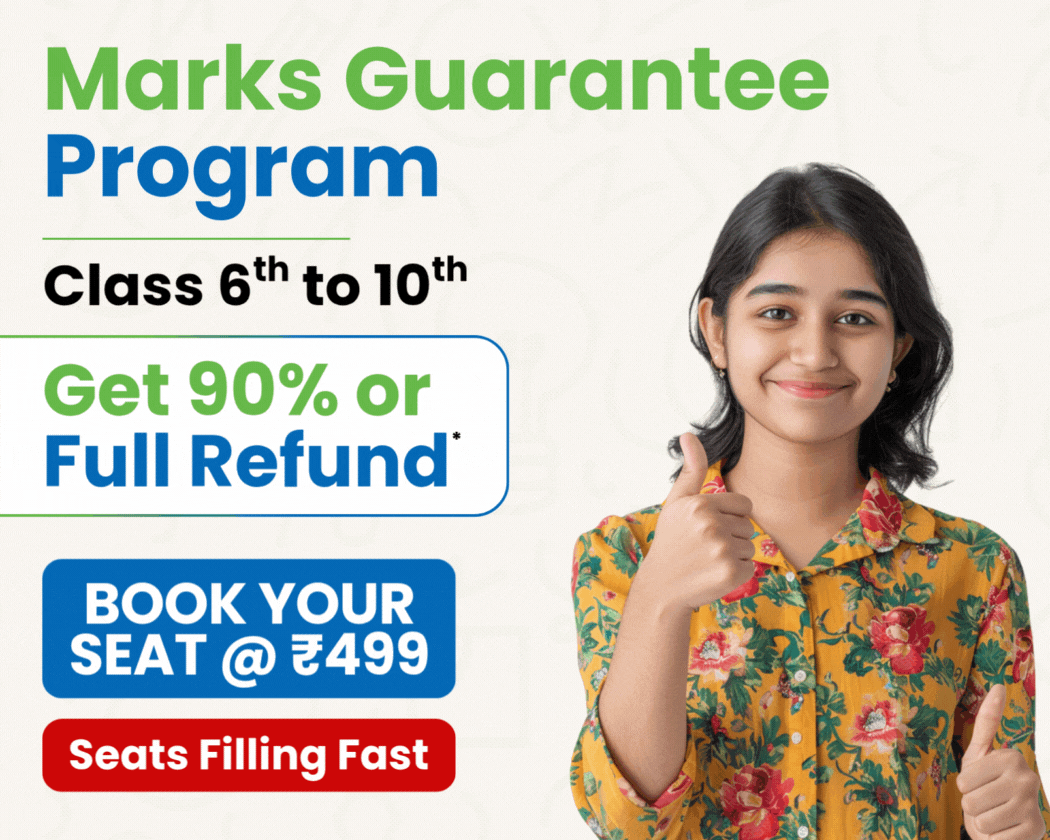 Marks Guarantee
Program
Class 6th to 10th
Get 90% or
Full Refund*
BOOK YOUR
SEAT @ ₹499
Seats Filling Fast